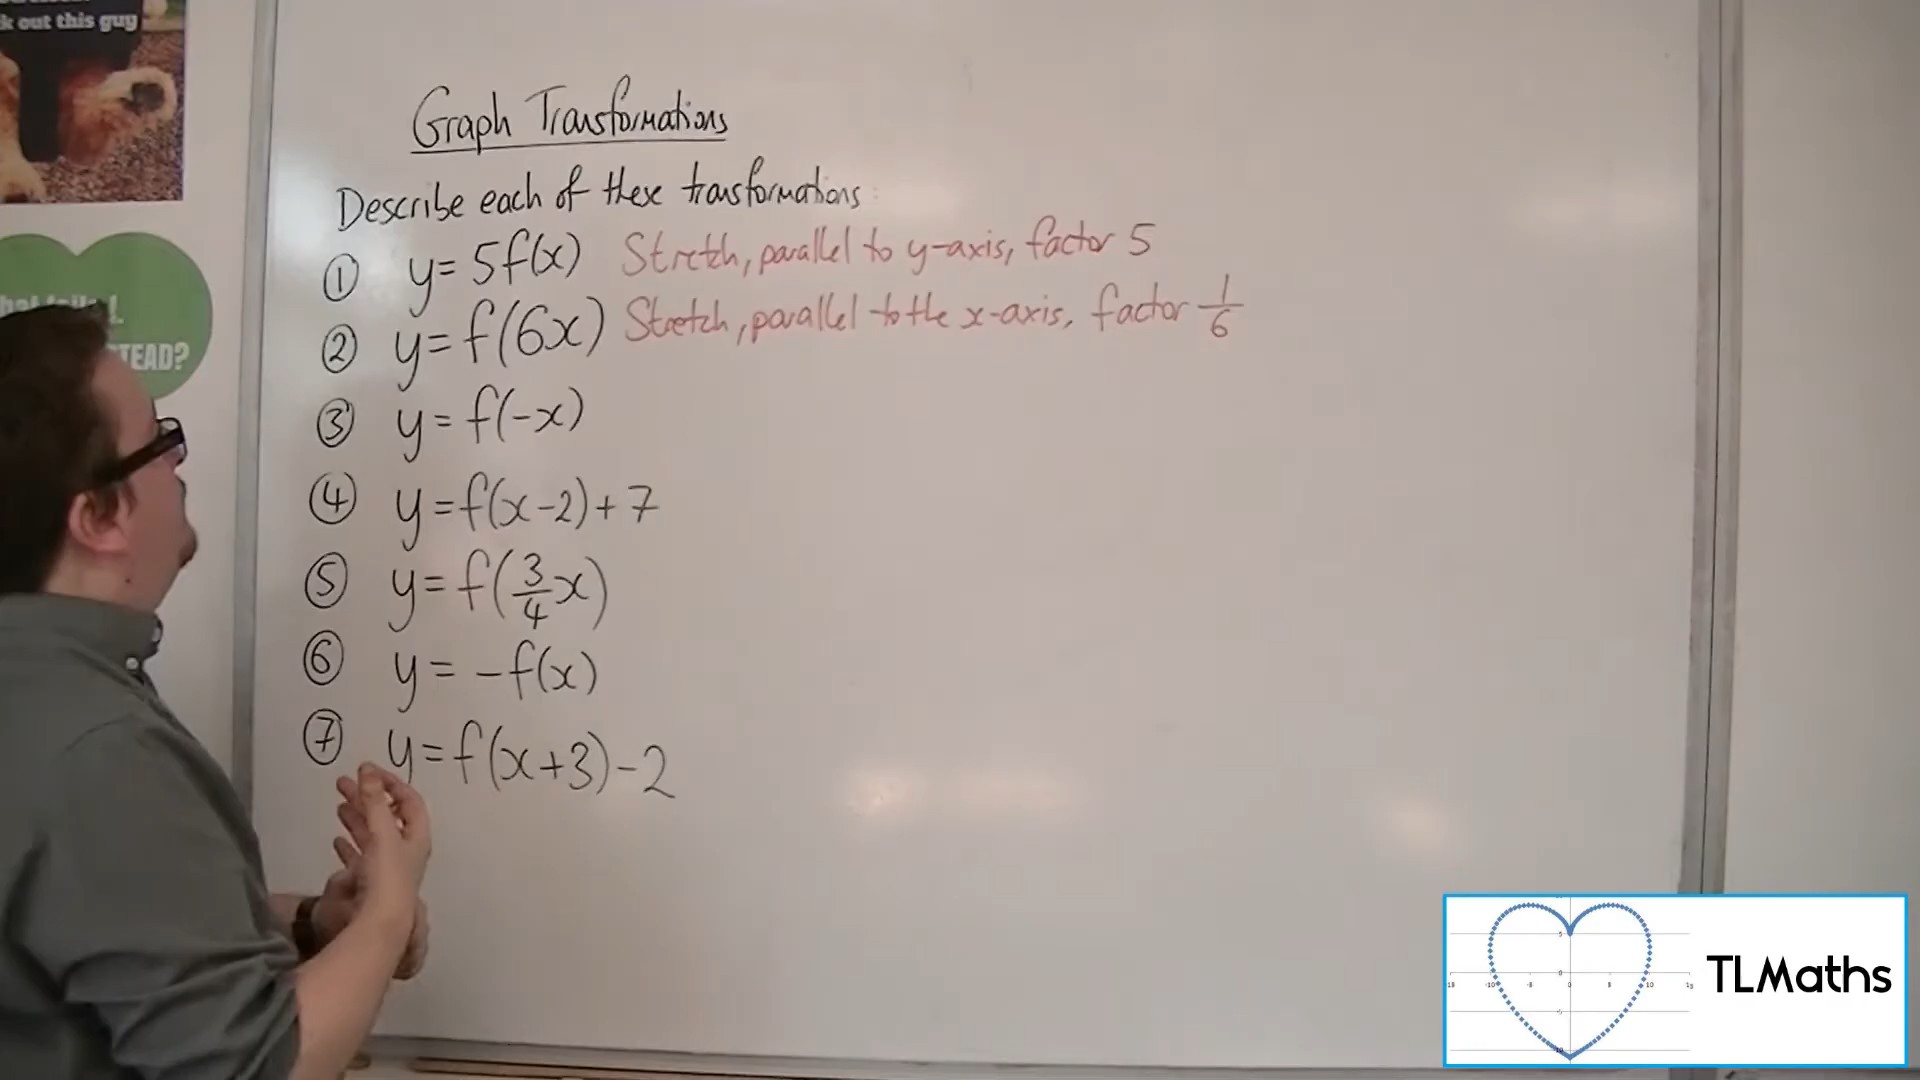 k out this guy
STEAD?
Graph Transformations
Describe each of these transformations:
① y=5f(x) Stretch, parallel to y-axis, factor 5
② y=f(6x) Stretch, parallel to the x-axis, factor 1/6
③ y=f(-x)
④ y=f(x-2)+7
⑤ y=f(3/4x)
⑥ y=-f(x)
⑦ y=f(x+3)-2
TLMaths